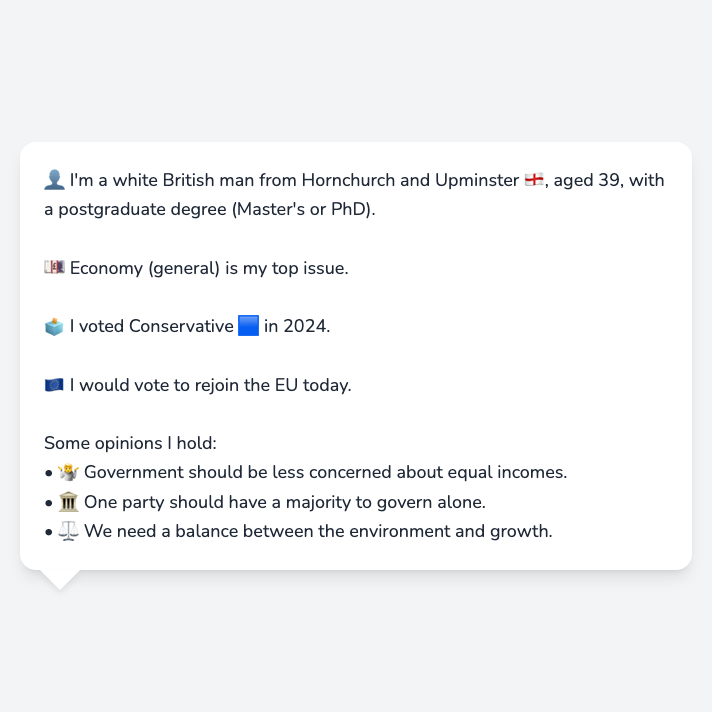 👤 I'm a white British man from Hornchurch and Upminster 🏴󠁧󠁢󠁥󠁮󠁧󠁿, aged 39, with
a postgraduate degree (Master's or PhD).
💷 Economy (general) is my top issue.
🗳️ I voted Conservative 🟦 in 2024.
🇪🇺 I would vote to rejoin the EU today.
Some opinions I hold:
• 🤷 Government should be less concerned about equal incomes.
• 🏛️ One party should have a majority to govern alone.
• ⚖️ We need a balance between the environment and growth.